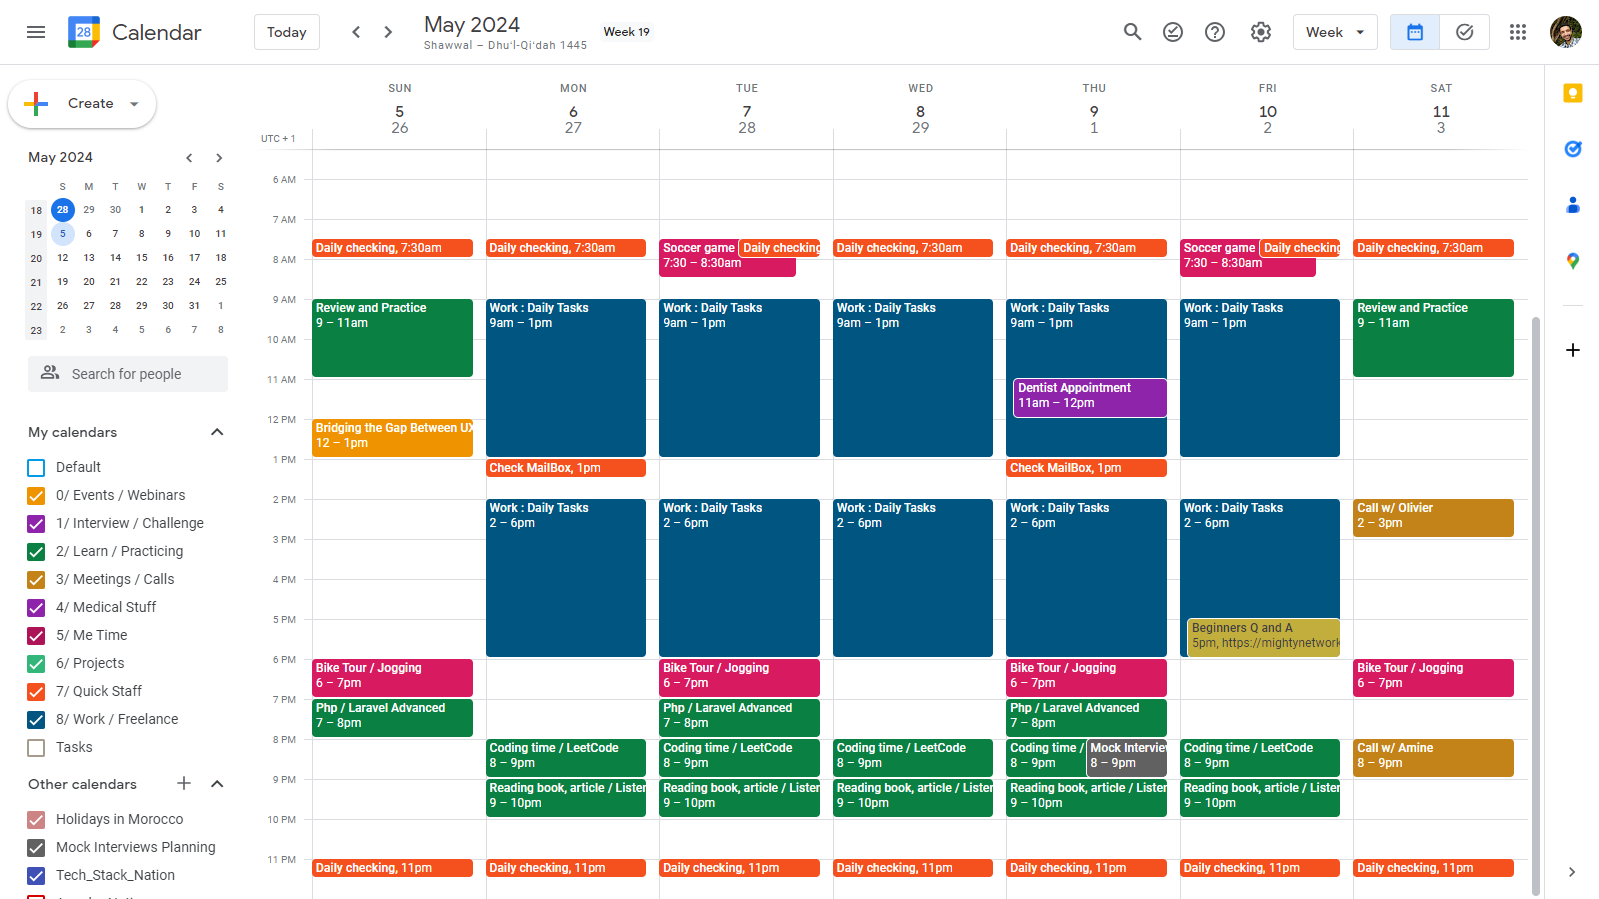 28 Calendar
Today
May 2024
Shawwal – Dhuʻl-Qiʻdah 1445
Week 19
Week
Create
May 2024
S M T W T F S
18 28 29 30 1 2 3 4
19 5 6 7 8 9 10 11
20 12 13 14 15 16 17 18
21 19 20 21 22 23 24 25
22 26 27 28 29 30 31 1
23 2 3 4 5 6 7 8
Search for people
My calendars
Default
0/ Events / Webinars
1/ Interview / Challenge
2/ Learn / Practicing
3/ Meetings / Calls
4/ Medical Stuff
5/ Me Time
6/ Projects
7/ Quick Staff
8/ Work / Freelance
Tasks
Other calendars
Holidays in Morocco
Mock Interviews Planning
Tech_Stack_Nation
SUN MON TUE WED THU FRI SAT
5 6 7 8 9 10 11
26 27 28 29 1 2 3
UTC + 1
6 AM
7 AM
8 AM
9 AM
10 AM
11 AM
12 PM
1 PM
2 PM
3 PM
4 PM
5 PM
6 PM
7 PM
8 PM
9 PM
10 PM
11 PM
Daily checking, 7:30am
Review and Practice
9 – 11am
Bridging the Gap Between UX
12 – 1pm
Bike Tour / Jogging
6 – 7pm
Php / Laravel Advanced
7 – 8pm
Daily checking, 11pm
Daily checking, 7:30am
Work : Daily Tasks
9am – 1pm
Check MailBox, 1pm
Work : Daily Tasks
2 – 6pm
Coding time / LeetCode
8 – 9pm
Reading book, article / Listen
9 – 10pm
Daily checking, 11pm
Soccer game
7:30 – 8:30am
Daily checking
Work : Daily Tasks
9am – 1pm
Work : Daily Tasks
2 – 6pm
Bike Tour / Jogging
6 – 7pm
Php / Laravel Advanced
7 – 8pm
Coding time / LeetCode
8 – 9pm
Reading book, article / Listen
9 – 10pm
Daily checking, 11pm
Daily checking, 7:30am
Work : Daily Tasks
9am – 1pm
Work : Daily Tasks
2 – 6pm
Coding time / LeetCode
8 – 9pm
Reading book, article / Listen
9 – 10pm
Daily checking, 11pm
Daily checking, 7:30am
Work : Daily Tasks
9am – 1pm
Dentist Appointment
11am – 12pm
Check MailBox, 1pm
Work : Daily Tasks
2 – 6pm
Bike Tour / Jogging
6 – 7pm
Php / Laravel Advanced
7 – 8pm
Coding time /
8 – 9pm
Mock Interview
8 – 9pm
Reading book, article / Listen
9 – 10pm
Daily checking, 11pm
Soccer game
7:30 – 8:30am
Daily checking
Work : Daily Tasks
9am – 1pm
Work : Daily Tasks
2 – 6pm
Beginners Q and A
5pm, https://mightynetwork
Coding time / LeetCode
8 – 9pm
Reading book, article / Listen
9 – 10pm
Daily checking, 11pm
Daily checking, 7:30am
Review and Practice
9 – 11am
Call w/ Olivier
2 – 3pm
Bike Tour / Jogging
6 – 7pm
Call w/ Amine
8 – 9pm
Daily checking, 11pm